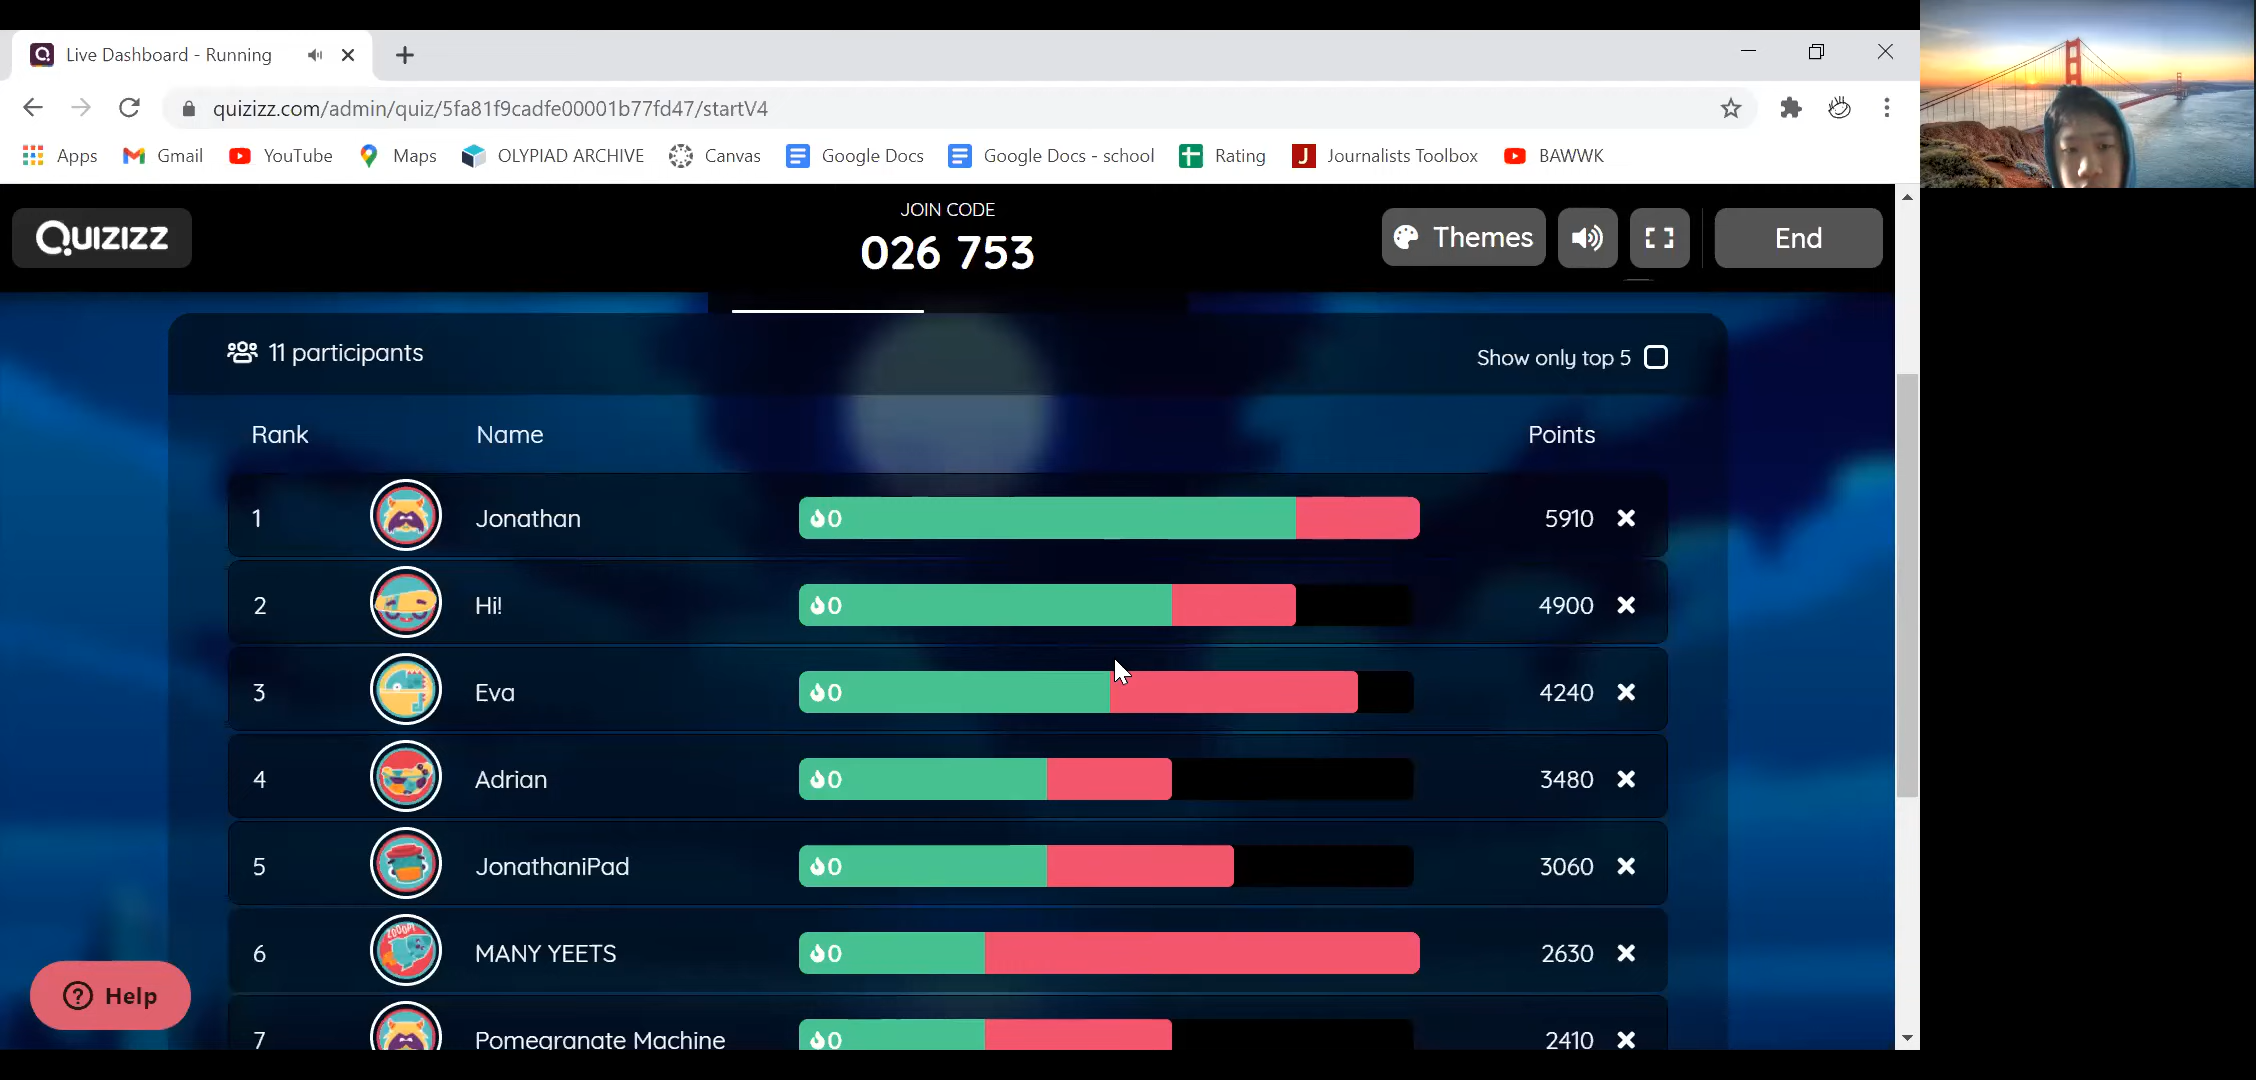 Live Dashboard - Running
quizizz.com/admin/quiz/5fa81f9cadfe00001b77fd47/startV4
Apps Gmail YouTube Maps OLYPIAD ARCHIVE Canvas Google Docs Google Docs - school Rating Journalists Toolbox BAWWK
JOIN CODE
QUIZIZZ 026 753 Themes End
11 participants Show only top 5
Rank Name Points
1 Jonathan 0 5910
2 Hi! 0 4900
3 Eva 0 4240
4 Adrian 0 3480
5 JonathaniPad 0 3060
6 ZOOOP! MANY YEETS 0 2630
Help
7 Pomegranate Machine 0 2410